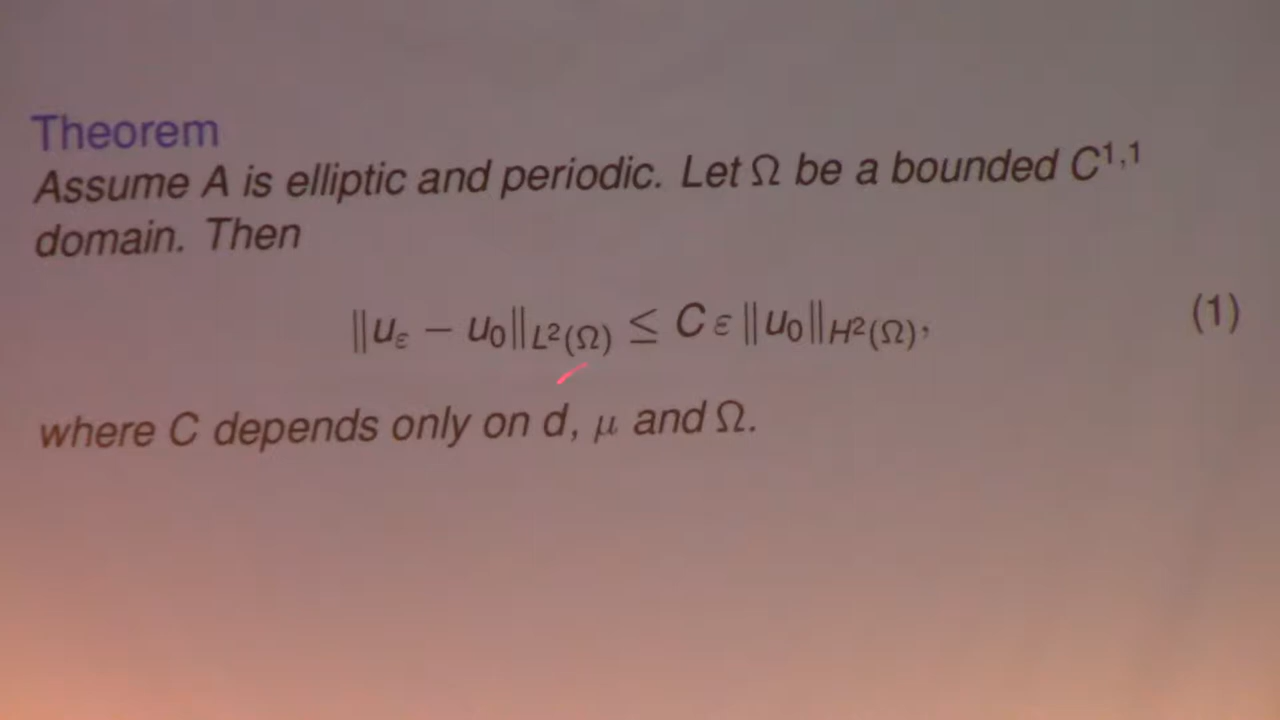 Theorem
Assume A is elliptic and periodic. Let Ω be a bounded C^{1,1}
domain. Then
‖u_ε − u_0‖_{L²(Ω)} ≤ C ε ‖u_0‖_{H²(Ω)}, (1)
where C depends only on d, μ and Ω.